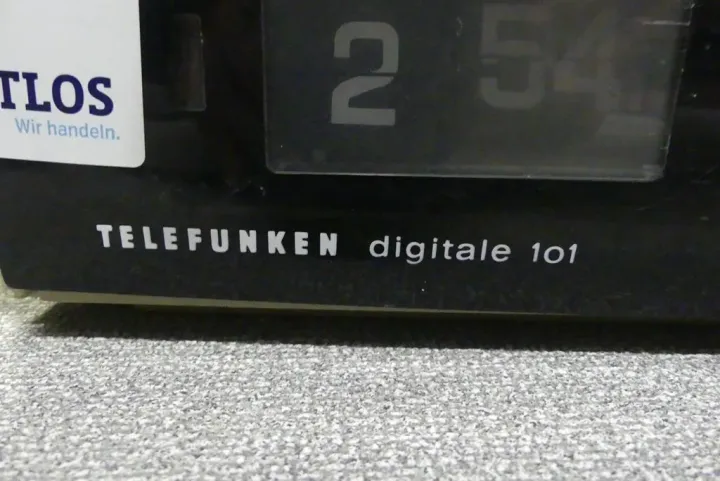 2 54
TLOS
Wir handeln.
TELEFUNKEN digitale 101